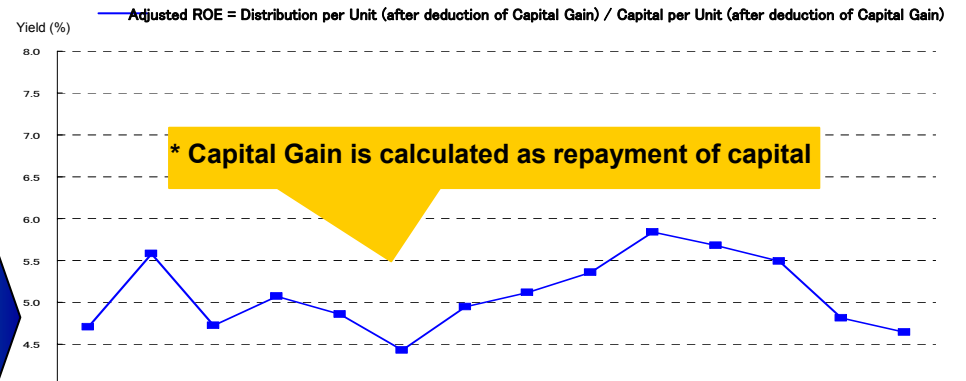 Adjusted ROE = Distribution per Unit (after deduction of Capital Gain) / Capital per Unit (after deduction of Capital Gain)
Yield (%)
8.0
7.5
7.0
* Capital Gain is calculated as repayment of capital
6.5
6.0
5.5
5.0
4.5